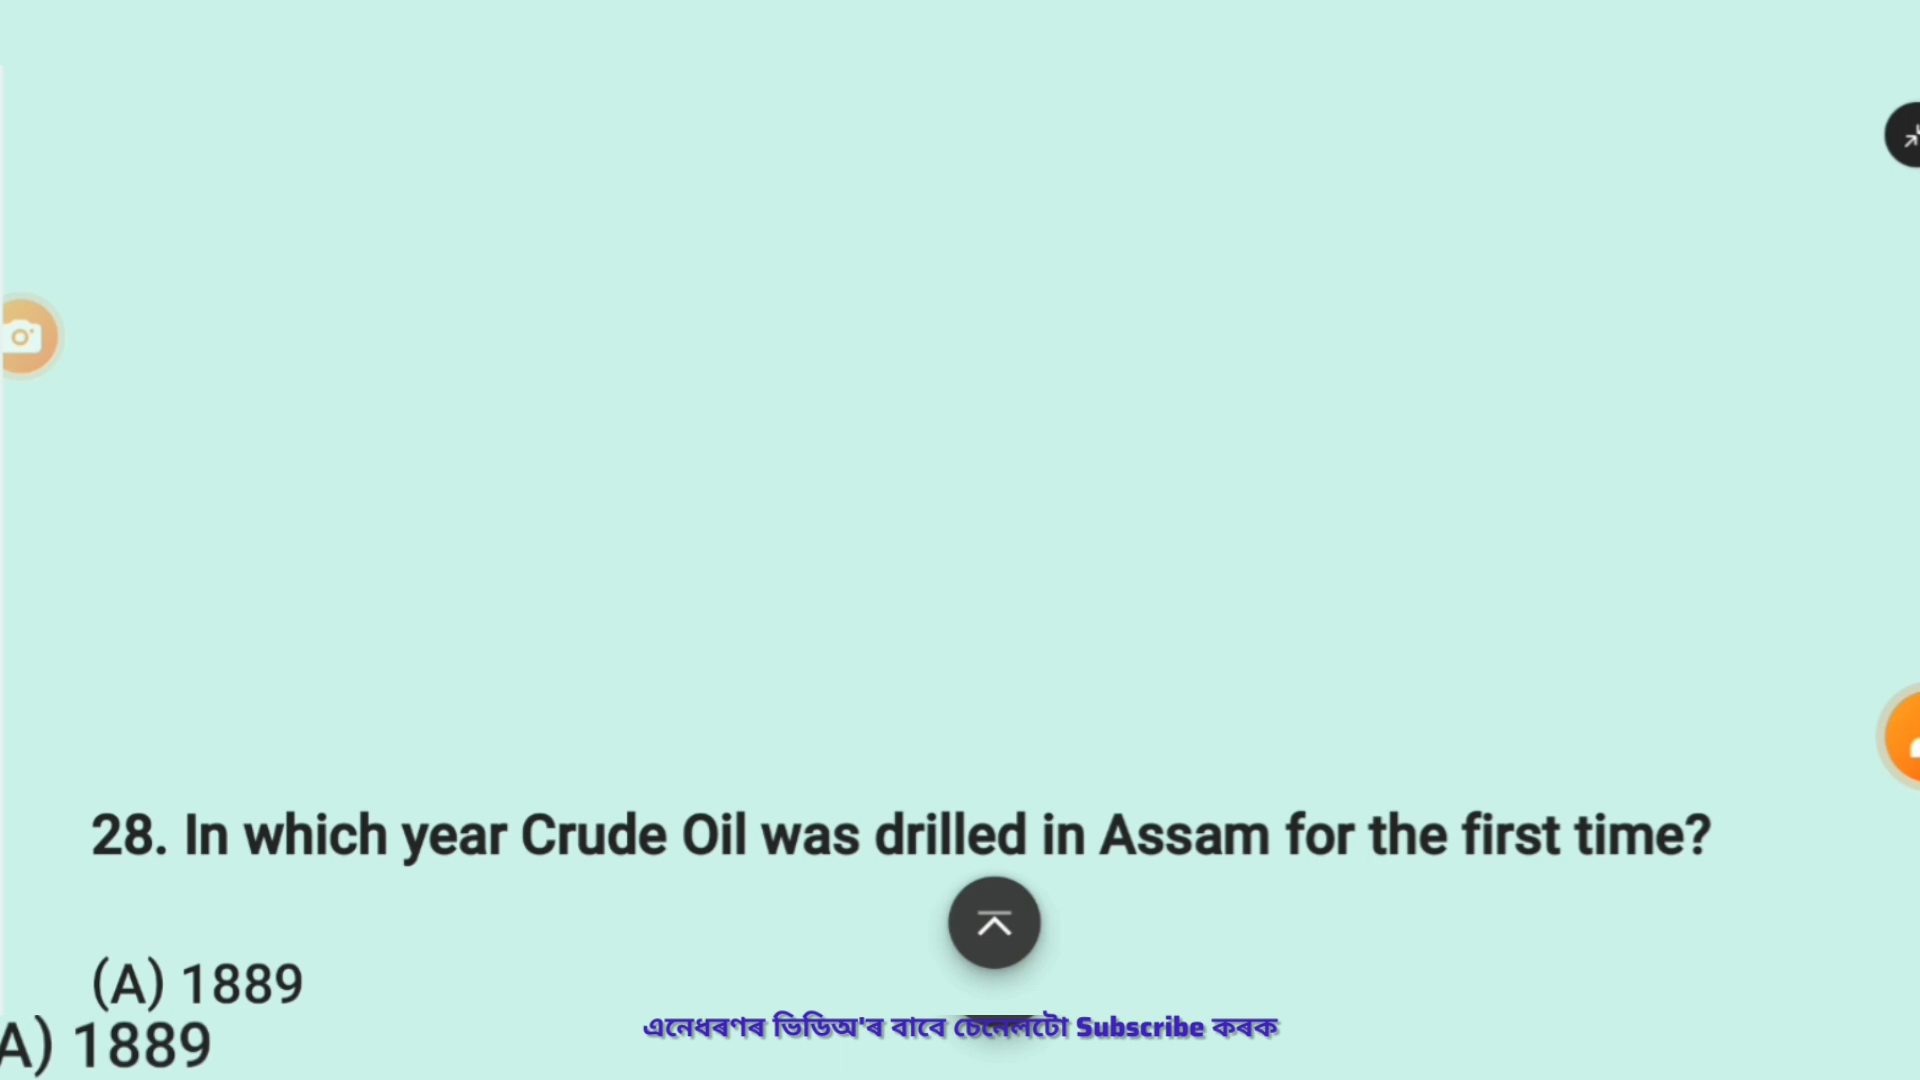 28. In which year Crude Oil was drilled in Assam for the first time?
(A) 1889
A) 1889
এনেধৰণৰ ভিডিঅ'ৰ বাবে চেনেলটো Subscribe কৰক